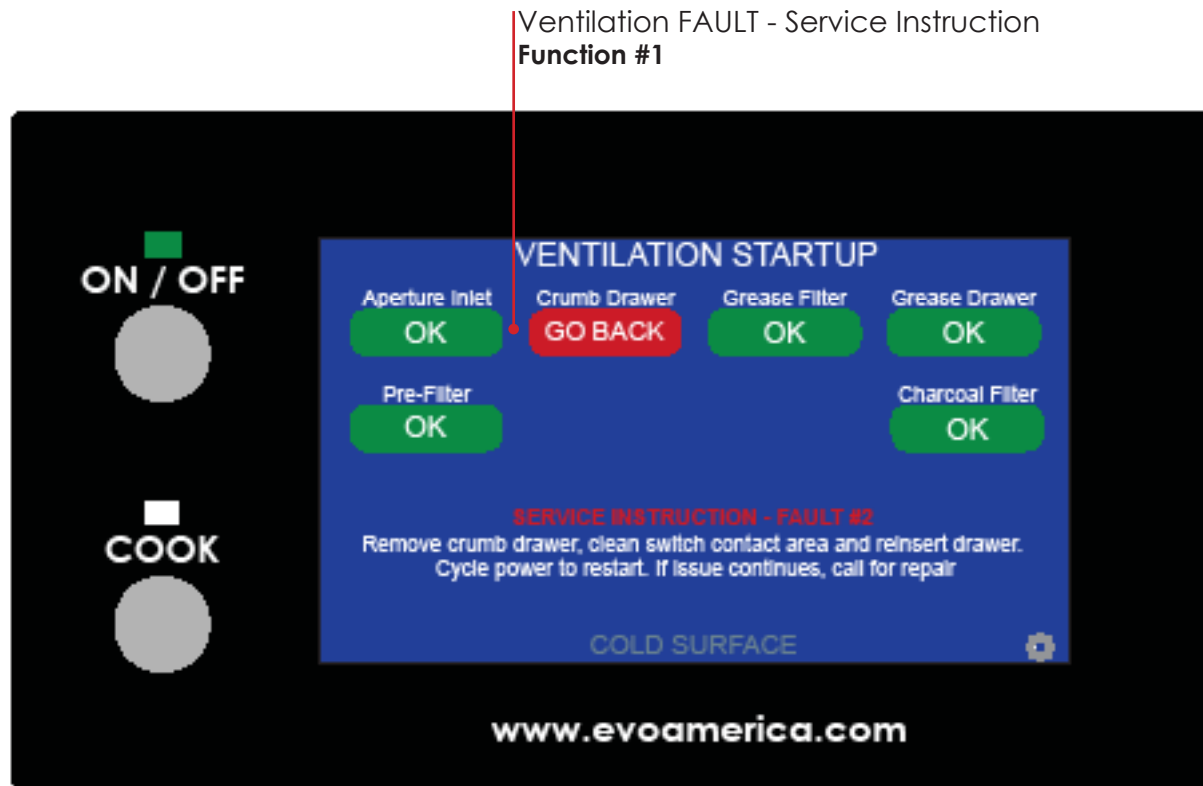 Ventilation FAULT - Service Instruction
Function #1
ON / OFF
VENTILATION STARTUP
Aperture Inlet Crumb Drawer Grease Filter Grease Drawer
OK GO BACK OK OK
Pre-Filter Charcoal Filter
OK OK
SERVICE INSTRUCTION - FAULT #2
COOK
Remove crumb drawer, clean switch contact area and reinsert drawer.
Cycle power to restart. If issue continues, call for repair
COLD SURFACE
www.evoamerica.com